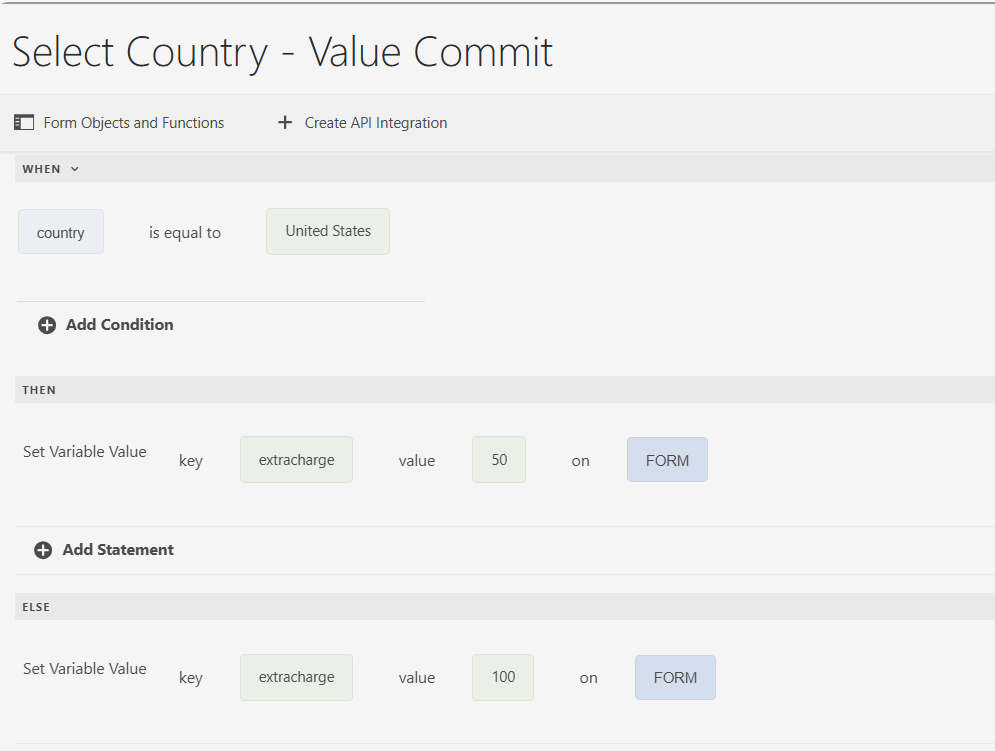 Select Country - Value Commit
Form Objects and Functions + Create API Integration
WHEN
country is equal to United States
Add Condition
THEN
Set Variable Value key extracharge value 50 on FORM
Add Statement
ELSE
Set Variable Value key extracharge value 100 on FORM